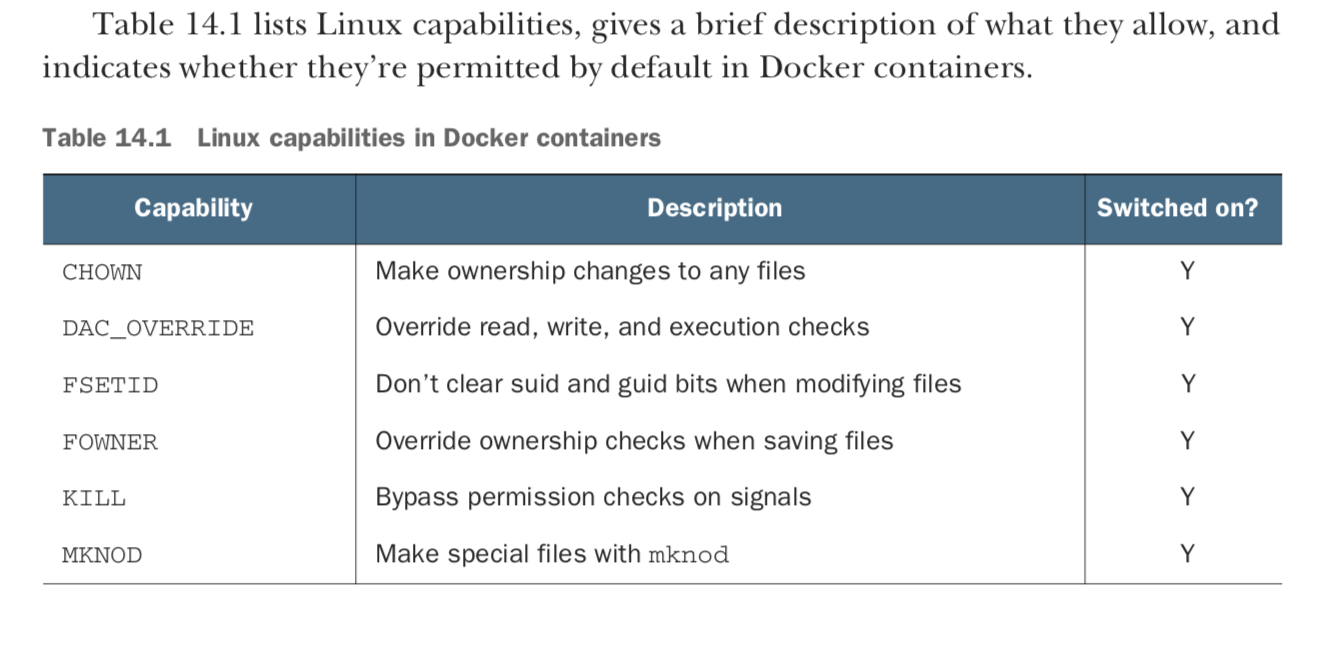 Table 14.1 lists Linux capabilities, gives a brief description of what they allow, and
indicates whether they’re permitted by default in Docker containers.
Table 14.1 Linux capabilities in Docker containers
Capability Description Switched on?
CHOWN Make ownership changes to any files Y
DAC_OVERRIDE Override read, write, and execution checks Y
FSETID Don’t clear suid and guid bits when modifying files Y
FOWNER Override ownership checks when saving files Y
KILL Bypass permission checks on signals Y
MKNOD Make special files with mknod Y